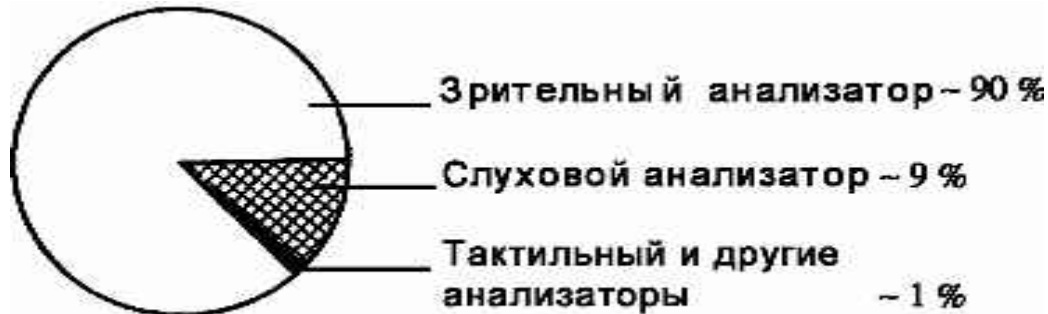 Зрительный анализатор ~ 90 %
Слуховой анализатор ~ 9 %
Тактильный и другие
анализаторы ~ 1 %